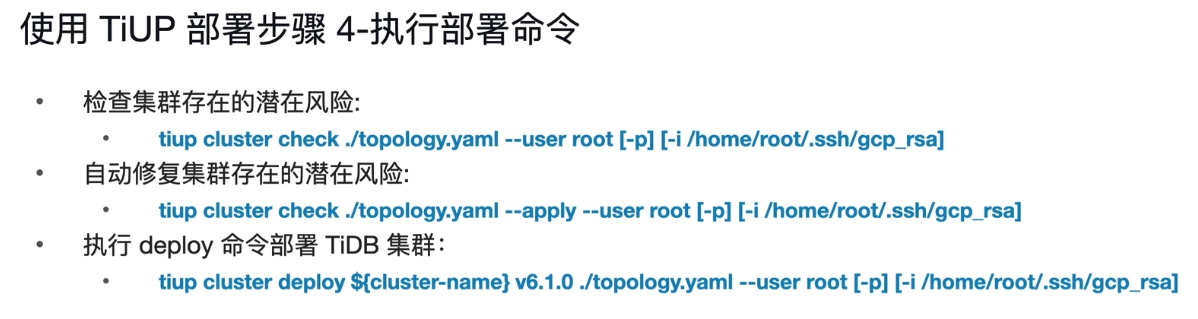 使用 TiUP 部署步骤 4-执行部署命令
• 检查集群存在的潜在风险:
• tiup cluster check ./topology.yaml --user root [-p] [-i /home/root/.ssh/gcp_rsa]
• 自动修复集群存在的潜在风险:
• tiup cluster check ./topology.yaml --apply --user root [-p] [-i /home/root/.ssh/gcp_rsa]
• 执行 deploy 命令部署 TiDB 集群：
• tiup cluster deploy ${cluster-name} v6.1.0 ./topology.yaml --user root [-p] [-i /home/root/.ssh/gcp_rsa]